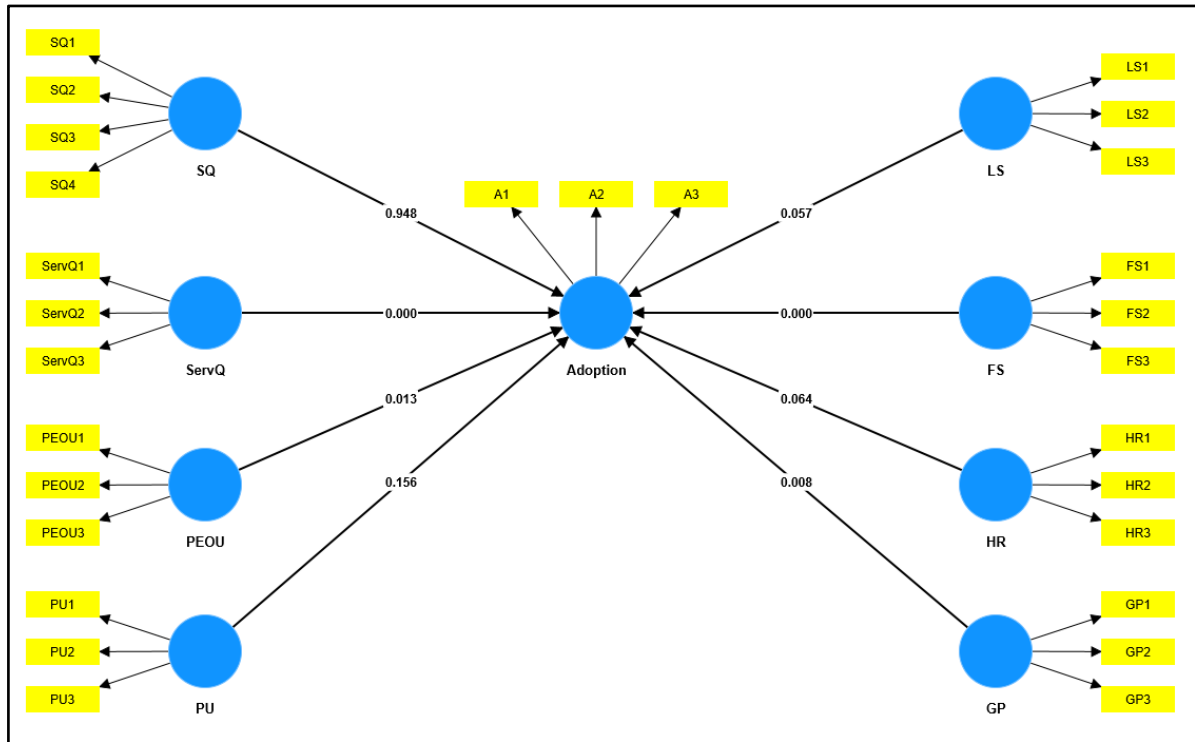 SQ1
SQ2
SQ3
SQ4
SQ
ServQ1
ServQ2
ServQ3
ServQ
PEOU1
PEOU2
PEOU3
PEOU
PU1
PU2
PU3
PU
0.948
0.000
0.013
0.156
A1
A2
A3
Adoption
0.057
0.000
0.064
0.008
LS1
LS2
LS3
LS
FS1
FS2
FS3
FS
HR1
HR2
HR3
HR
GP1
GP2
GP3
GP